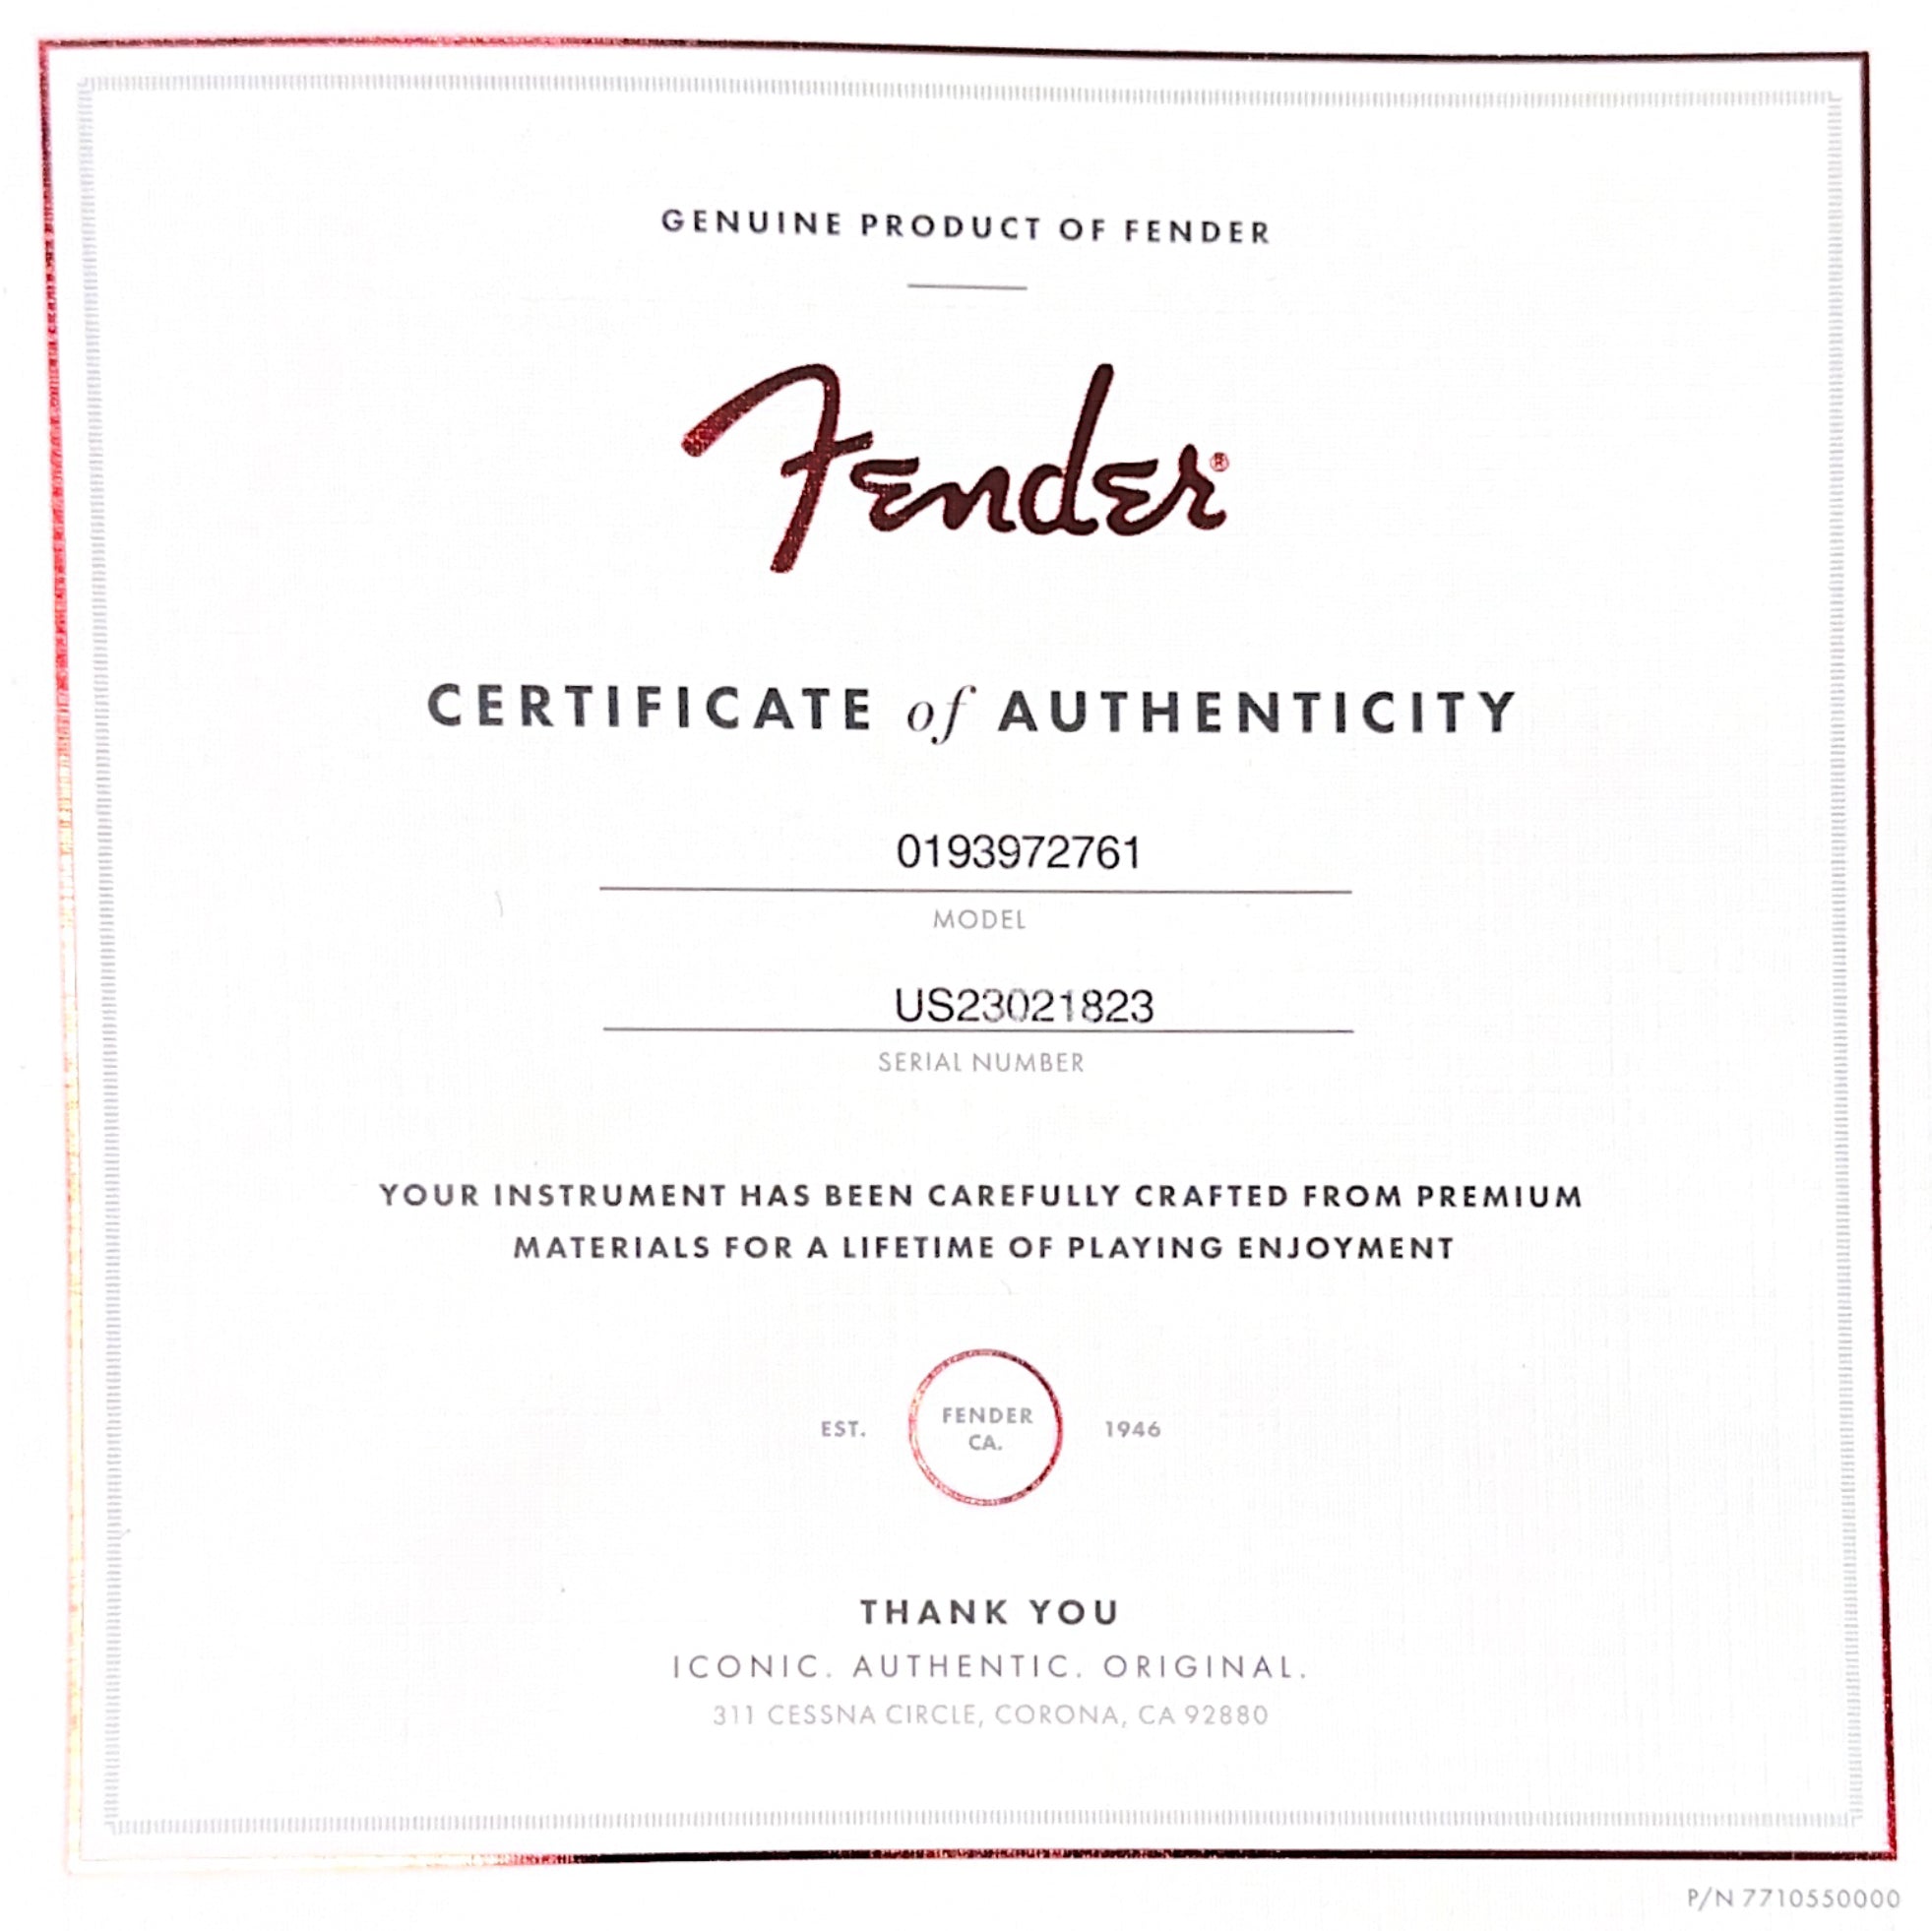 GENUINE PRODUCT OF FENDER
Fender®
CERTIFICATE of AUTHENTICITY
0193972761
MODEL
US23021823
SERIAL NUMBER
YOUR INSTRUMENT HAS BEEN CAREFULLY CRAFTED FROM PREMIUM
MATERIALS FOR A LIFETIME OF PLAYING ENJOYMENT
EST. FENDER CA. 1946
THANK YOU
ICONIC. AUTHENTIC. ORIGINAL.
311 CESSNA CIRCLE, CORONA, CA 92880
P/N 7710550000